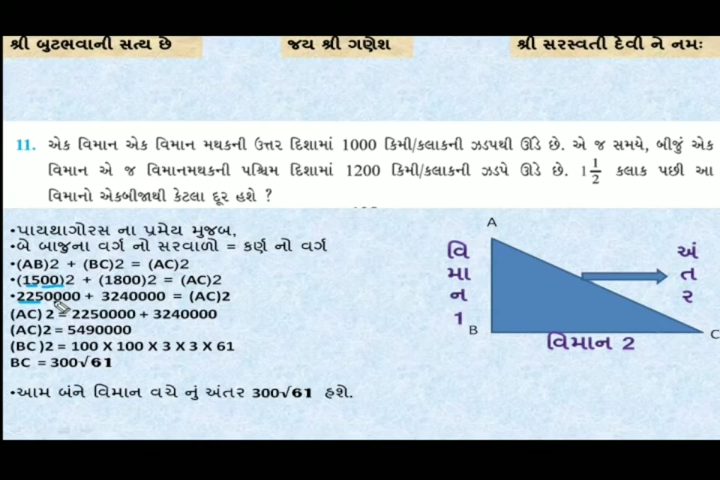 શ્રી બુટભવાની સત્ય છે
જય શ્રી ગણેશ
શ્રી સરસ્વતી દેવી ને નમઃ
11. એક વિમાન એક વિમાન મથકની ઉત્તર દિશામાં 1000 કિમી/કલાકની ઝડપથી ઊડે છે. એ જ સમયે, બીજું એક
વિમાન એ જ વિમાનમથકની પશ્ચિમ દિશામાં 1200 કિમી/કલાકની ઝડપે ઊડે છે. 1 1/2 કલાક પછી આ
વિમાનો એકબીજાથી કેટલા દૂર હશે ?
•પાયથાગોરસ ના પ્રમેય મુજબ,
•બે બાજુના વર્ગ નો સરવાળો = કર્ણ નો વર્ગ
•(AB)2 + (BC)2 = (AC)2
•(1500)2 + (1800)2 = (AC)2
•2250000 + 3240000 = (AC)2
(AC) 2 = 2250000 + 3240000
(AC)2 = 5490000
(BC )2 = 100 X 100 X 3 X 3 X 61
BC = 300√61
•આમ બંને વિમાન વચે નું અંતર 300√61 હશે.
A
વિમાન 1
અંતર
B
C
વિમાન 2